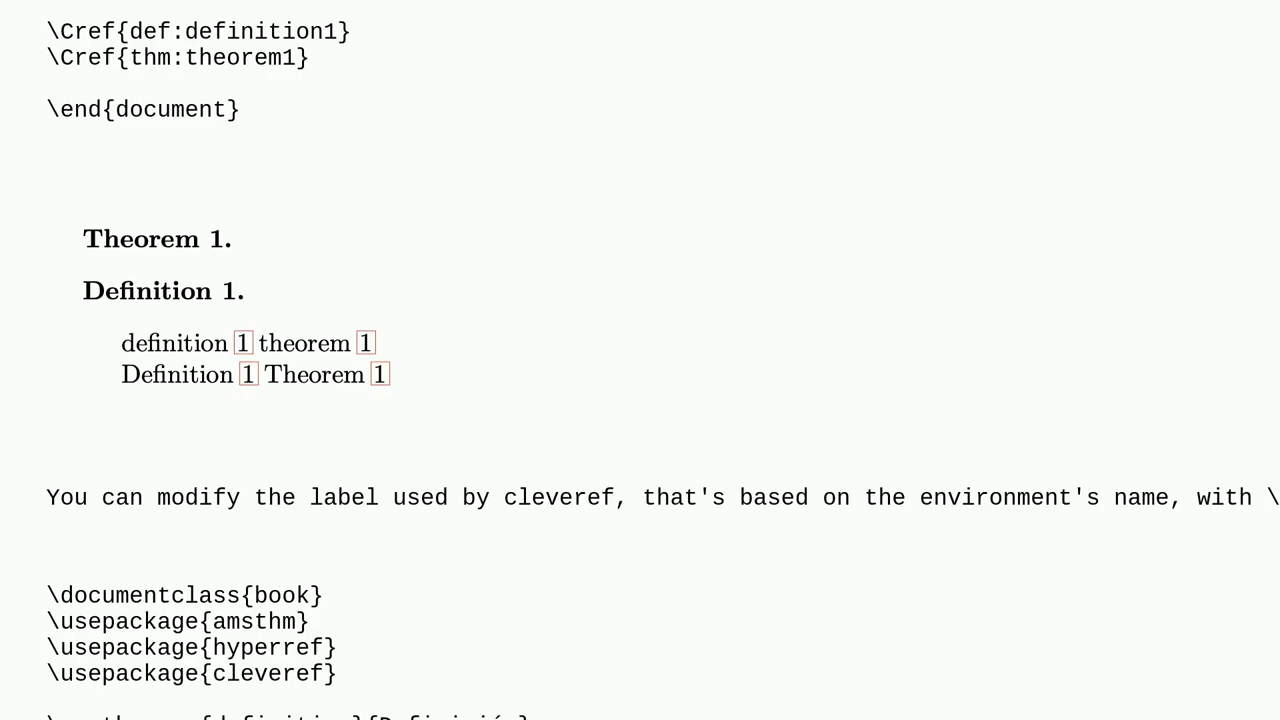 \Cref{def:definition1}
\Cref{thm:theorem1}
\end{document}
Theorem 1.
Definition 1.
definition 1 theorem 1
Definition 1 Theorem 1
You can modify the label used by cleveref, that's based on the environment's name, with \
\documentclass{book}
\usepackage{amsthm}
\usepackage{hyperref}
\usepackage{cleveref}